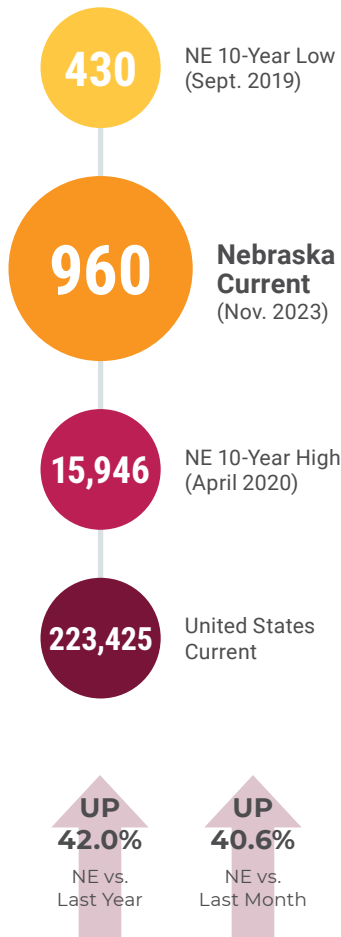 430
NE 10-Year Low
(Sept. 2019)
960
Nebraska
Current
(Nov. 2023)
15,946
NE 10-Year High
(April 2020)
223,425
United States
Current
UP
42.0%
NE vs.
Last Year
UP
40.6%
NE vs.
Last Month